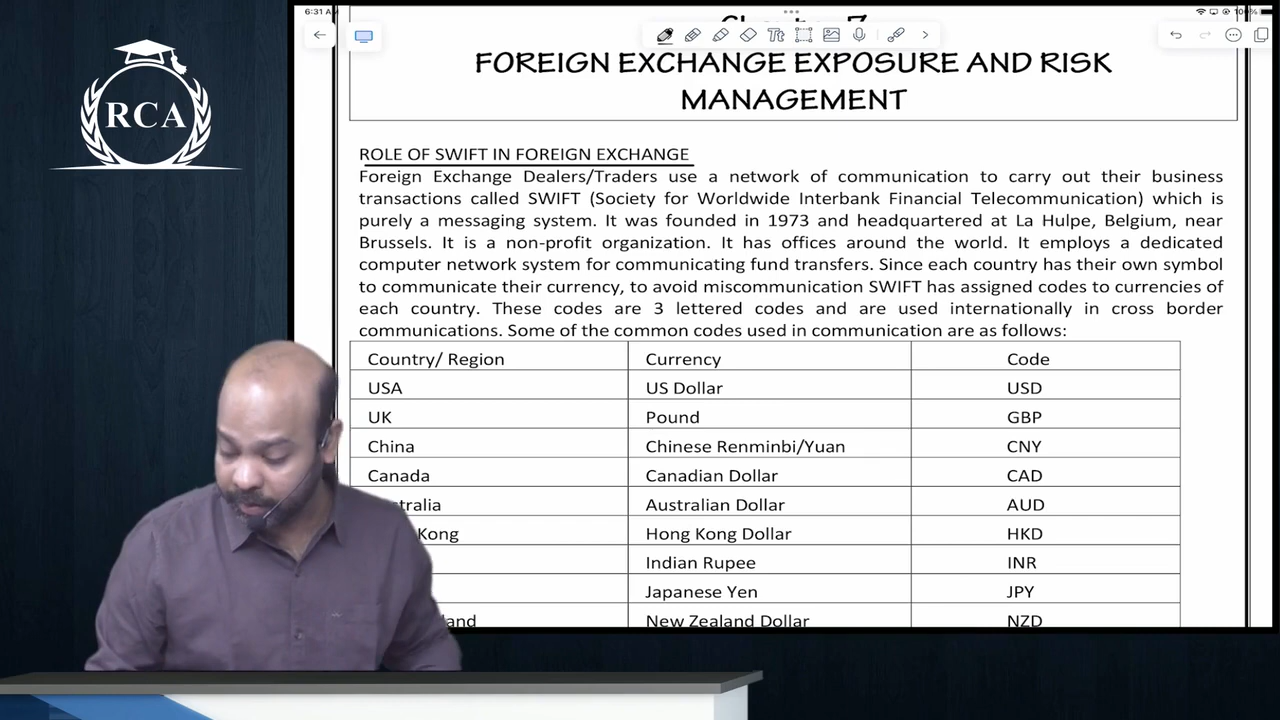 RCA
6:31 A
100%
FOREIGN EXCHANGE EXPOSURE AND RISK
MANAGEMENT
ROLE OF SWIFT IN FOREIGN EXCHANGE
Foreign Exchange Dealers/Traders use a network of communication to carry out their business
transactions called SWIFT (Society for Worldwide Interbank Financial Telecommunication) which is
purely a messaging system. It was founded in 1973 and headquartered at La Hulpe, Belgium, near
Brussels. It is a non-profit organization. It has offices around the world. It employs a dedicated
computer network system for communicating fund transfers. Since each country has their own symbol
to communicate their currency, to avoid miscommunication SWIFT has assigned codes to currencies of
each country. These codes are 3 lettered codes and are used internationally in cross border
communications. Some of the common codes used in communication are as follows:
Country/ Region Currency Code
USA US Dollar USD
UK Pound GBP
China Chinese Renminbi/Yuan CNY
Canada Canadian Dollar CAD
tralia Australian Dollar AUD
Kong Hong Kong Dollar HKD
Indian Rupee INR
Japanese Yen JPY
land New Zealand Dollar NZD